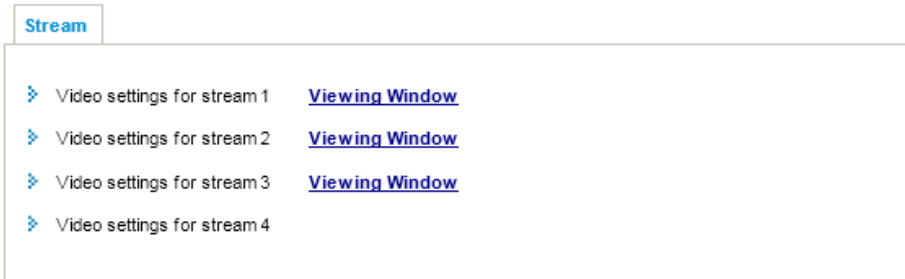 Stream
Video settings for stream 1 Viewing Window
Video settings for stream 2 Viewing Window
Video settings for stream 3 Viewing Window
Video settings for stream 4